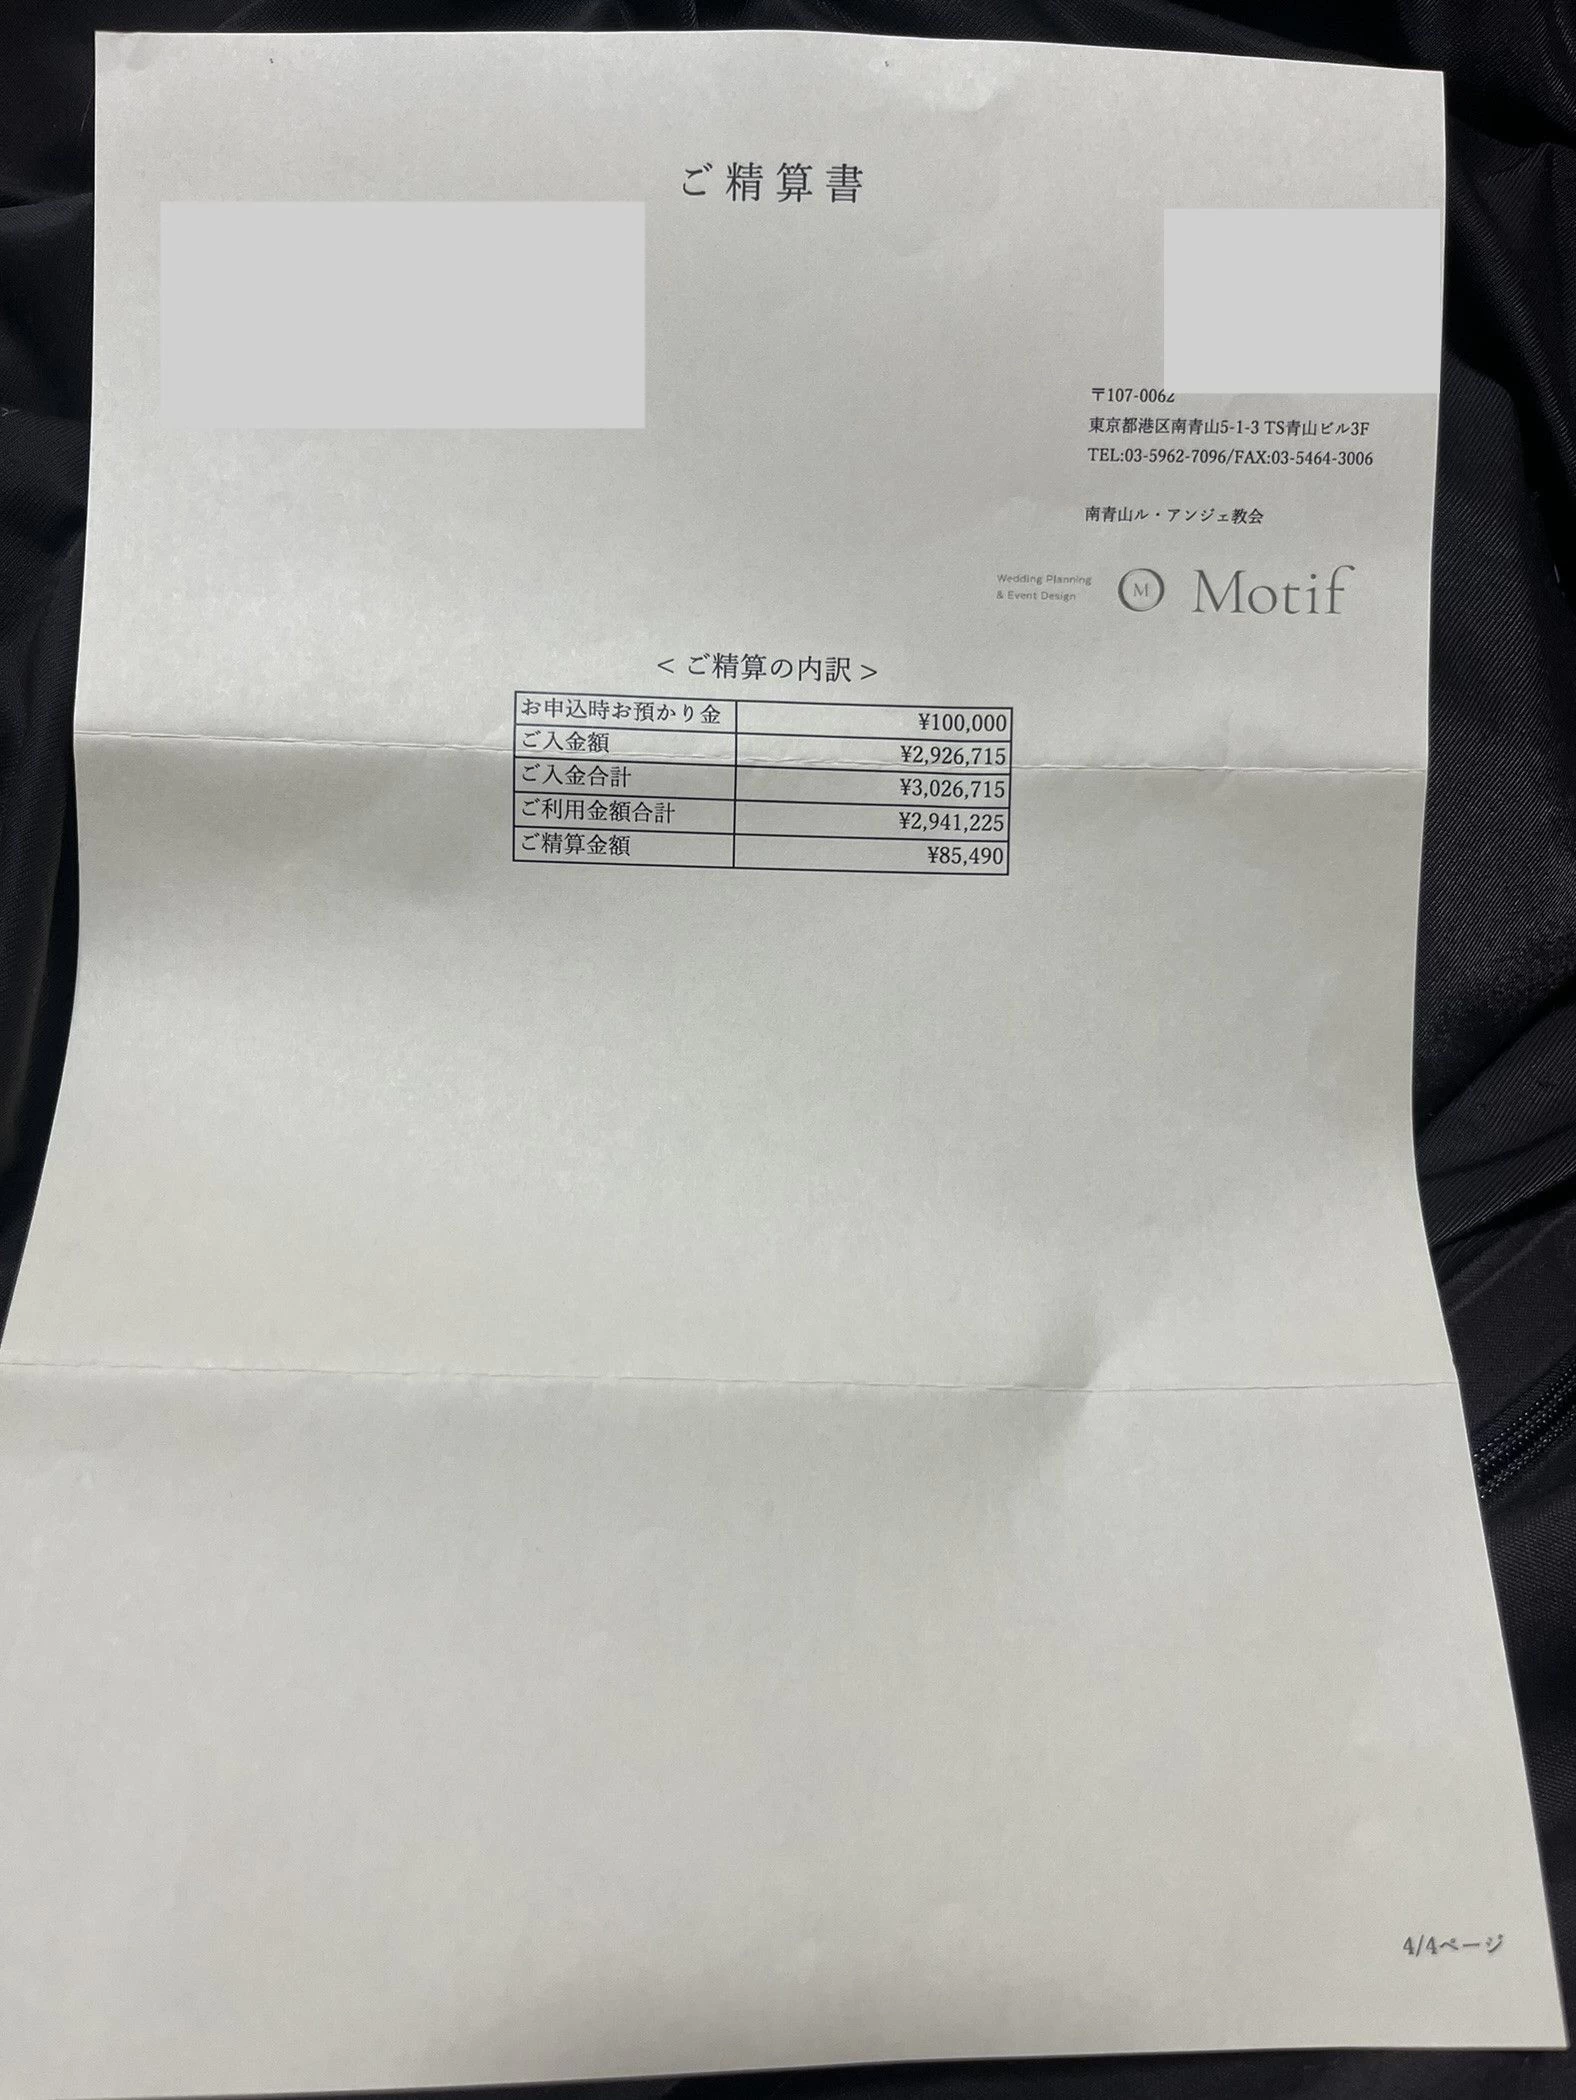 ご精算書
〒107-0062
東京都港区南青山5-1-3 TS青山ビル3F
TEL:03-5962-7096/FAX:03-5464-3006
南青山ル・アンジェ教会
Wedding Planning
& Event Design
M
Motif
< ご精算の内訳 >
お申込時お預かり金 ¥100,000
ご入金額 ¥2,926,715
ご入金合計 ¥3,026,715
ご利用金額合計 ¥2,941,225
ご精算金額 ¥85,490
4/4ページ